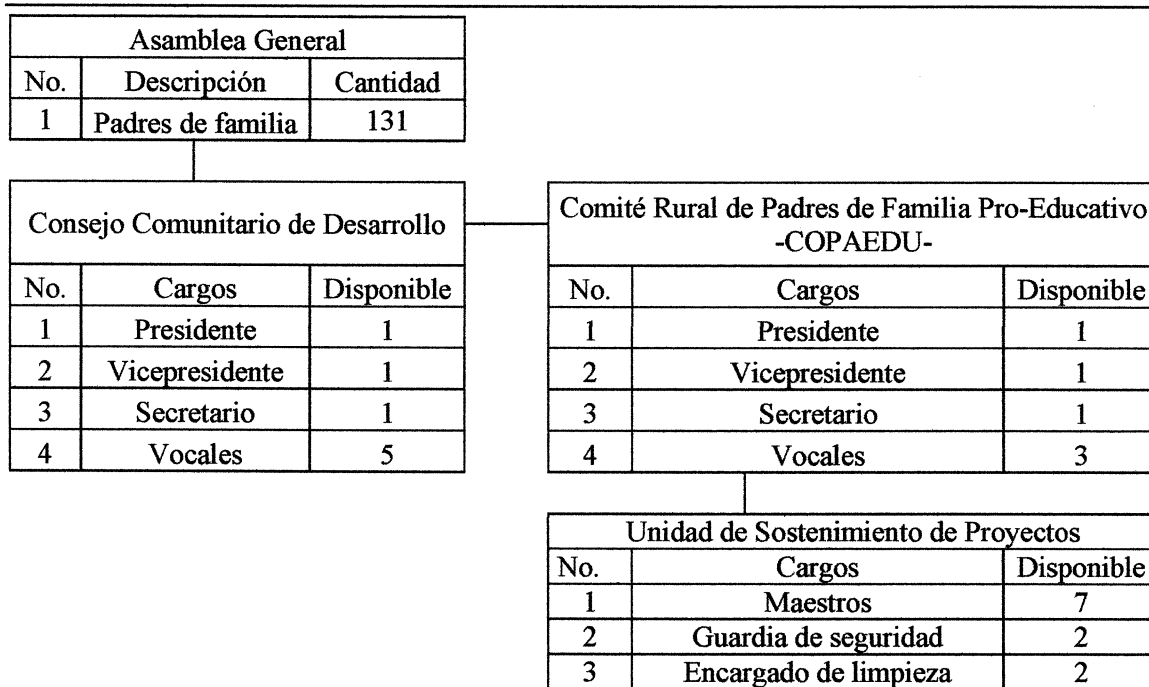 Asamblea General
No. Descripción Cantidad
1 Padres de familia 131
Consejo Comunitario de Desarrollo
No. Cargos Disponible
1 Presidente 1
2 Vicepresidente 1
3 Secretario 1
4 Vocales 5
Comité Rural de Padres de Familia Pro-Educativo
-COPAEDU-
No. Cargos Disponible
1 Presidente 1
2 Vicepresidente 1
3 Secretario 1
4 Vocales 3
Unidad de Sostenimiento de Proyectos
No. Cargos Disponible
1 Maestros 7
2 Guardia de seguridad 2
3 Encargado de limpieza 2